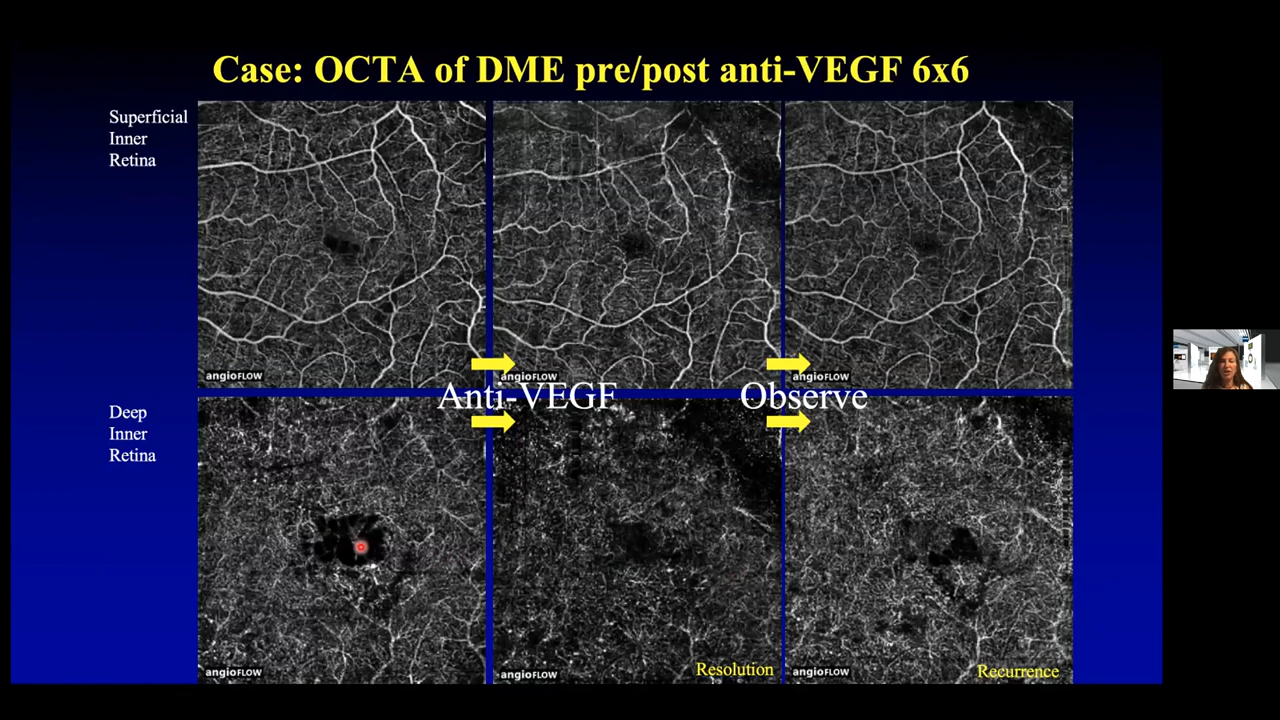 Case: OCTA of DME pre/post anti-VEGF 6x6
Superficial
Inner
Retina
angioFLOW
angioFLOW
angioFLOW
Anti-VEGF
Observe
Deep
Inner
Retina
angioFLOW
angioFLOW
Resolution
angioFLOW
Recurrence